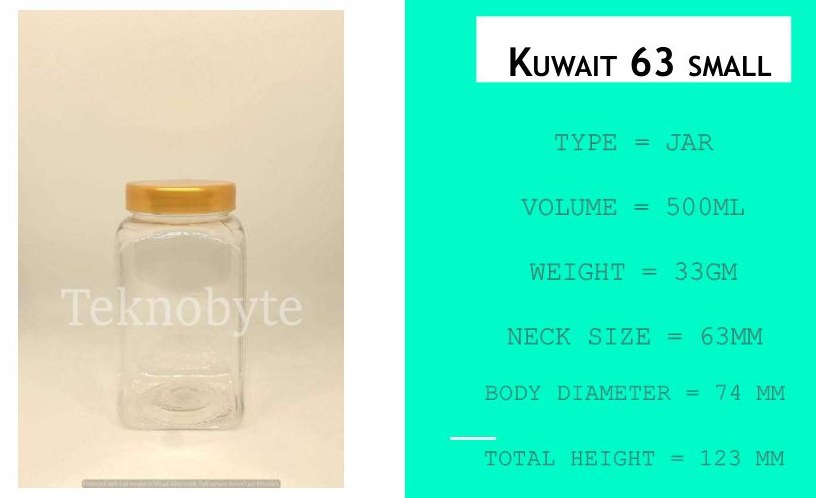 Teknobyte
KUWAIT 63 SMALL
TYPE = JAR
VOLUME = 500ML
WEIGHT = 33GM
NECK SIZE = 63MM
BODY DIAMETER = 74 MM
TOTAL HEIGHT = 123 MM